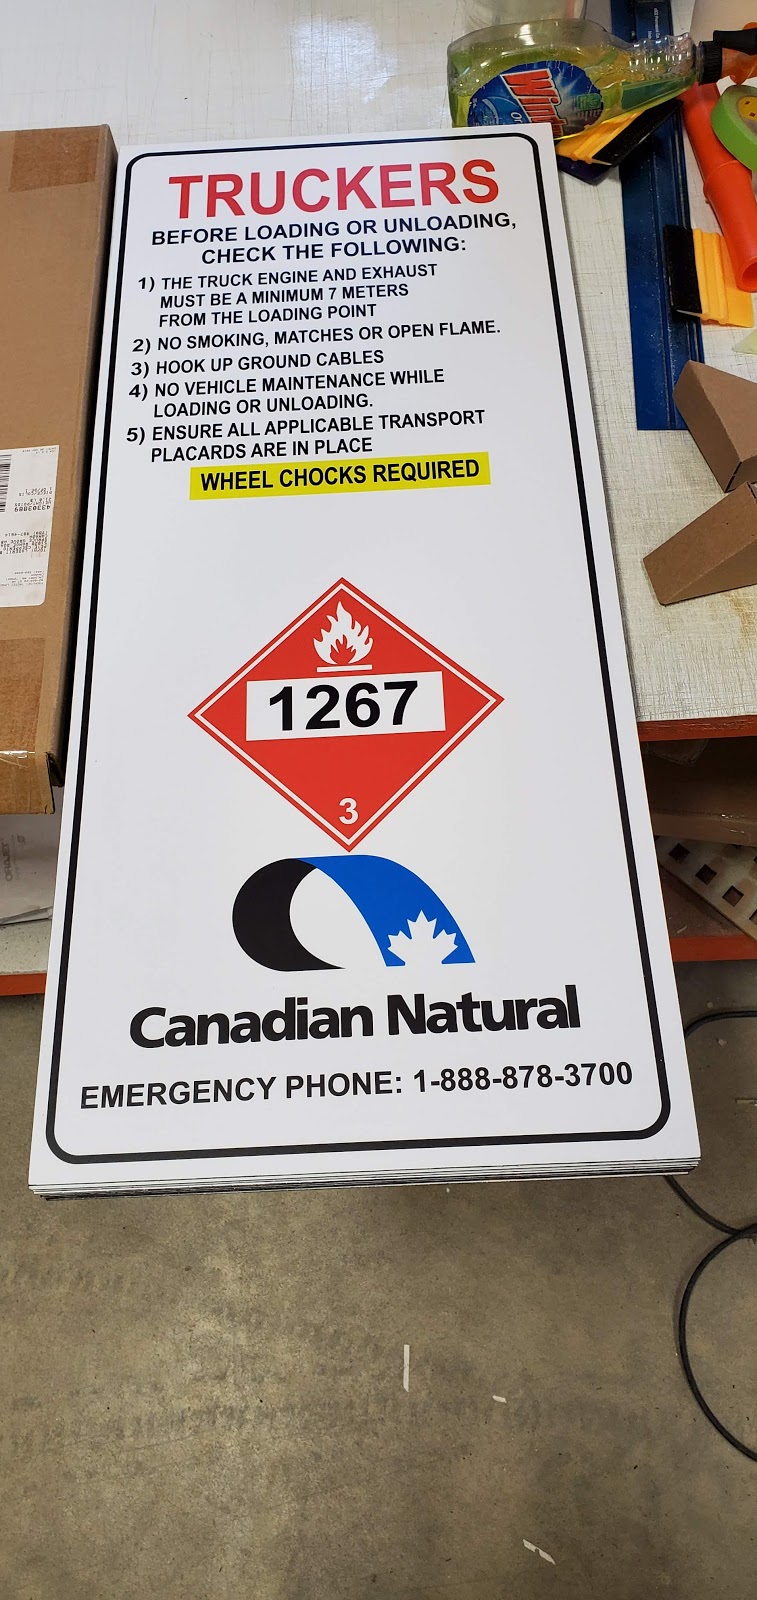 TRUCKERS
BEFORE LOADING OR UNLOADING,
CHECK THE FOLLOWING:
1) THE TRUCK ENGINE AND EXHAUST
MUST BE A MINIMUM 7 METERS
FROM THE LOADING POINT
2) NO SMOKING, MATCHES OR OPEN FLAME.
3) HOOK UP GROUND CABLES
4) NO VEHICLE MAINTENANCE WHILE
LOADING OR UNLOADING.
5) ENSURE ALL APPLICABLE TRANSPORT
PLACARDS ARE IN PLACE
WHEEL CHOCKS REQUIRED
1267
3
Canadian Natural
EMERGENCY PHONE: 1-888-878-3700
43303889